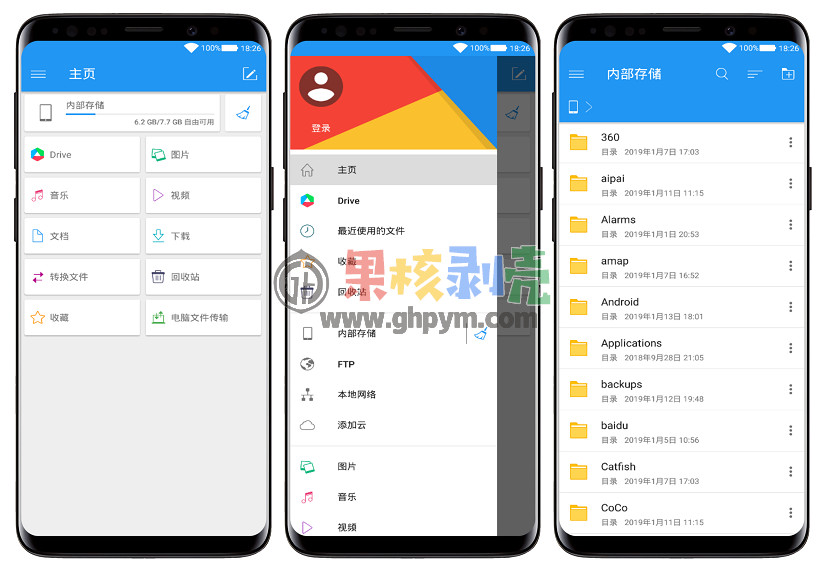 100% 18:26
主页
内部存储
6.2 GB/7.7 GB 自由可用
Drive
图片
音乐
视频
文档
下载
转换文件
回收站
收藏
电脑文件传输
100% 18:26
登录
主页
Drive
最近使用的文件
收藏
回收站
内部存储
FTP
本地网络
添加云
图片
音乐
视频
果核剥壳
www.ghpym.com
100% 18:26
内部存储
360
目录 2019年1月7日 17:03
aipai
目录 2019年1月11日 11:15
Alarms
目录 2019年1月1日 20:53
amap
目录 2019年1月7日 16:52
Android
目录 2019年1月13日 18:01
Applications
目录 2018年9月28日 21:05
backups
目录 2019年1月12日 19:48
baidu
目录 2019年1月5日 10:56
Catfish
目录 2019年1月7日 17:03
CoCo
目录 2019年1月11日 11:15